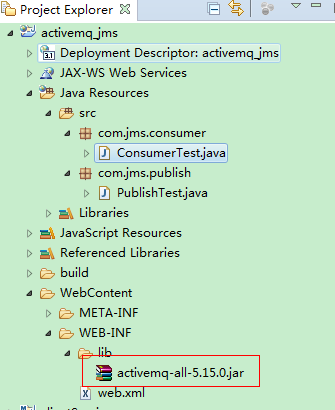 Project Explorer
activemq_jms
3.1
Deployment Descriptor: activemq_jms
JAX-WS Web Services
Java Resources
src
com.jms.consumer
ConsumerTest.java
com.jms.publish
PublishTest.java
Libraries
JavaScript Resources
Referenced Libraries
build
WebContent
META-INF
WEB-INF
lib
activemq-all-5.15.0.jar
web.xml